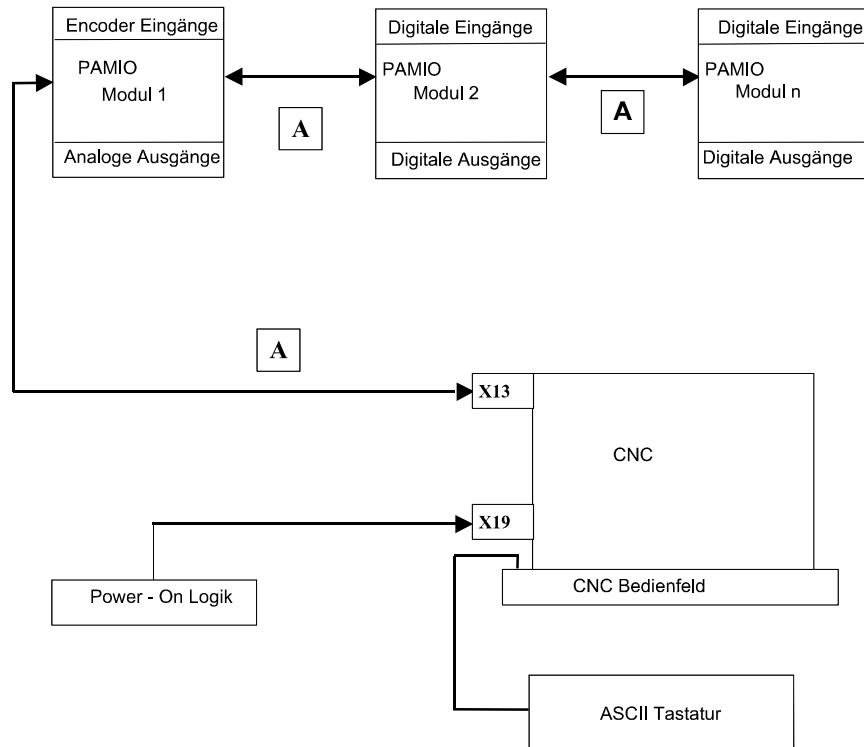 Encoder Eingänge
PAMIO
Modul 1
Analoge Ausgänge
A
Digitale Eingänge
PAMIO
Modul 2
Digitale Ausgänge
A
Digitale Eingänge
PAMIO
Modul n
Digitale Ausgänge
A
X13
CNC
X19
Power - On Logik
CNC Bedienfeld
ASCII Tastatur